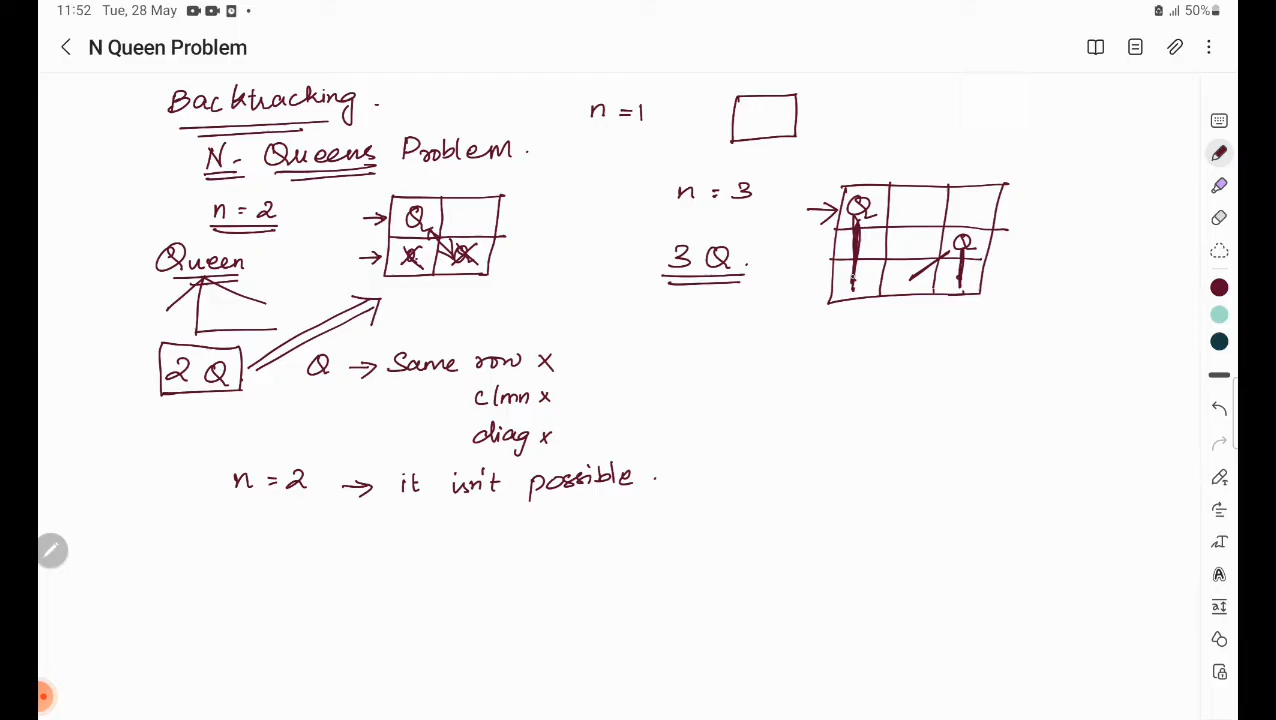 11:52 Tue, 28 May
50%
N Queen Problem
Backtracking.
N- Queens Problem.
n = 2
Queen
2 Q
Q
x x
Q → Same row x
clmn x
diag x
n = 2 → it isn't possible.
n = 1
n = 3
3 Q.
Q
Q